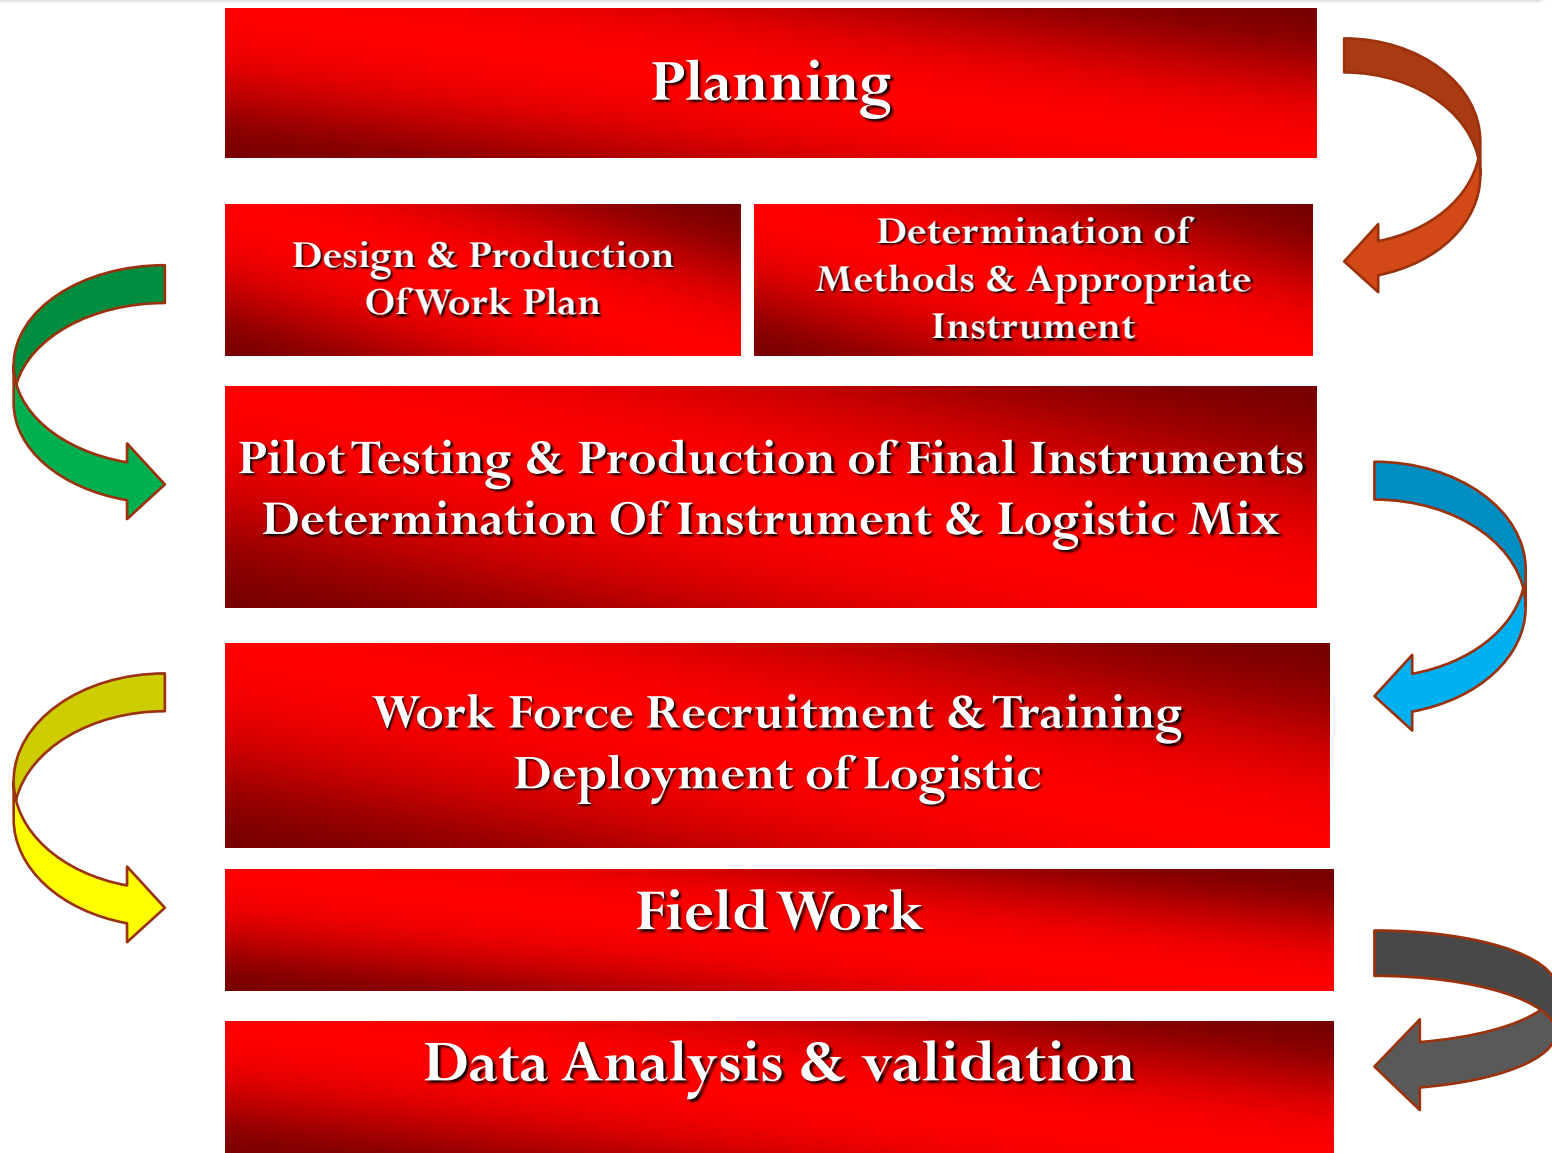 Planning
Design & Production
Of Work Plan
Determination of
Methods & Appropriate
Instrument
Pilot Testing & Production of Final Instruments
Determination Of Instrument & Logistic Mix
Work Force Recruitment & Training
Deployment of Logistic
Field Work
Data Analysis & validation